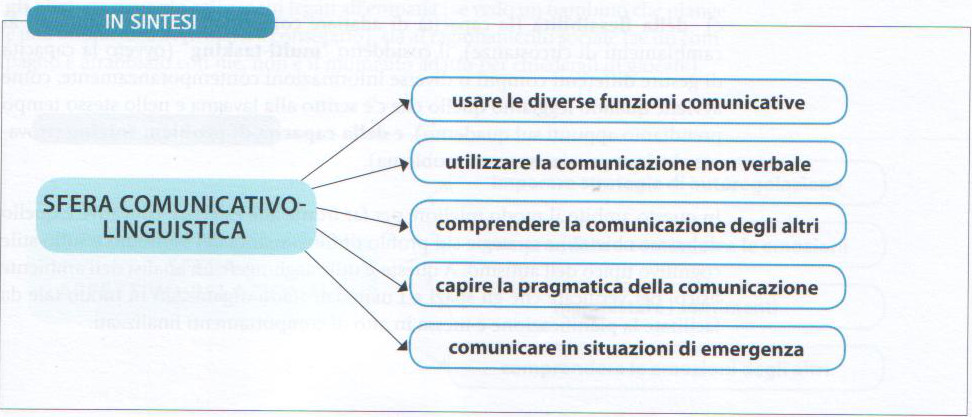 IN SINTESI
usare le diverse funzioni comunicative
utilizzare la comunicazione non verbale
SFERA COMUNICATIVO-
LINGUISTICA
comprendere la comunicazione degli altri
capire la pragmatica della comunicazione
comunicare in situazioni di emergenza